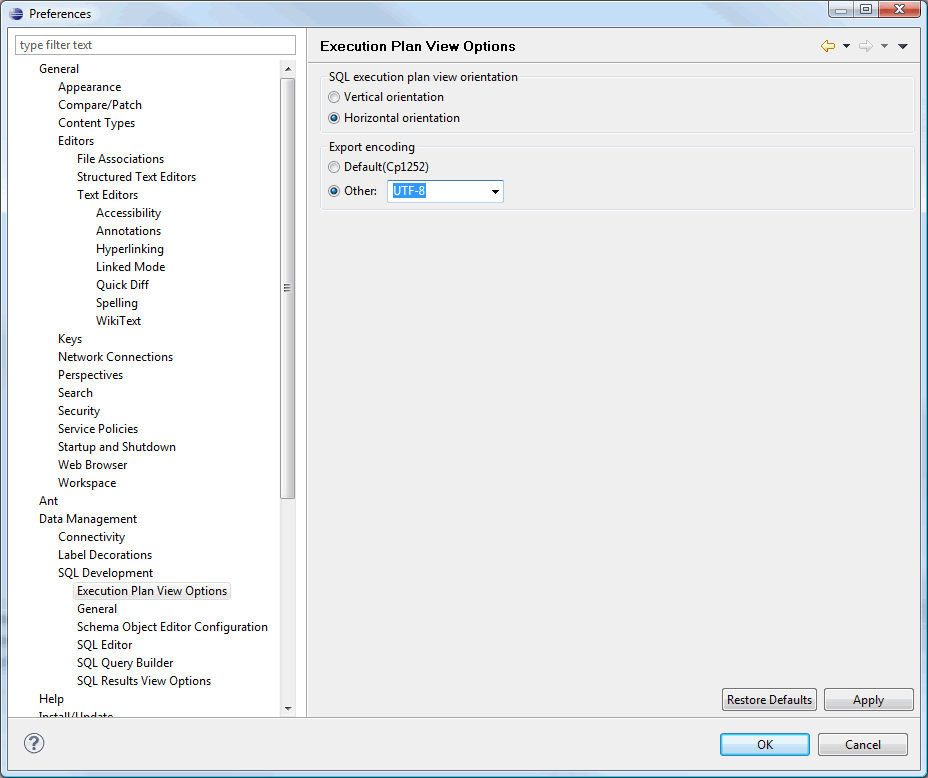 Preferences
type filter text
General
Appearance
Compare/Patch
Content Types
Editors
File Associations
Structured Text Editors
Text Editors
Accessibility
Annotations
Hyperlinking
Linked Mode
Quick Diff
Spelling
WikiText
Keys
Network Connections
Perspectives
Search
Security
Service Policies
Startup and Shutdown
Web Browser
Workspace
Ant
Data Management
Connectivity
Label Decorations
SQL Development
Execution Plan View Options
General
Schema Object Editor Configuration
SQL Editor
SQL Query Builder
SQL Results View Options
Help
Install/Update
Execution Plan View Options
SQL execution plan view orientation
Vertical orientation
Horizontal orientation
Export encoding
Default(Cp1252)
Other: UTF-8
Restore Defaults Apply
? OK Cancel